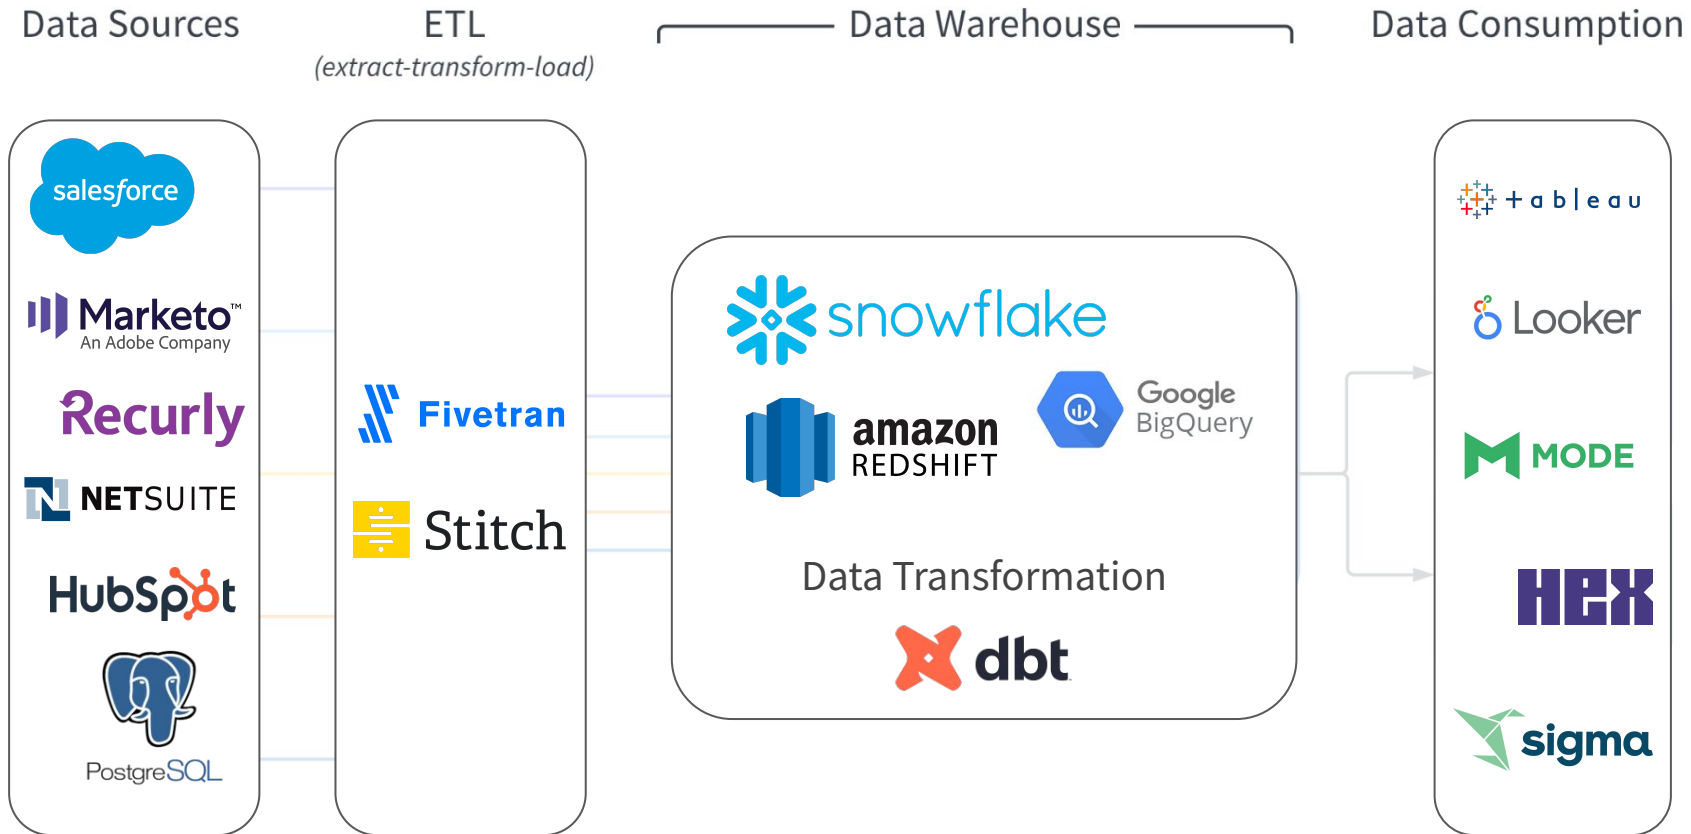 Data Sources
ETL
(extract-transform-load)
Data Warehouse
Data Consumption
salesforce
Marketo™
An Adobe Company
Recurly
NETSUITE
HubSpot
PostgreSQL
Fivetran
Stitch
snowflake
amazon
REDSHIFT
Google
BigQuery
Data Transformation
dbt
+ableau
Looker
MODE
HEX
sigma